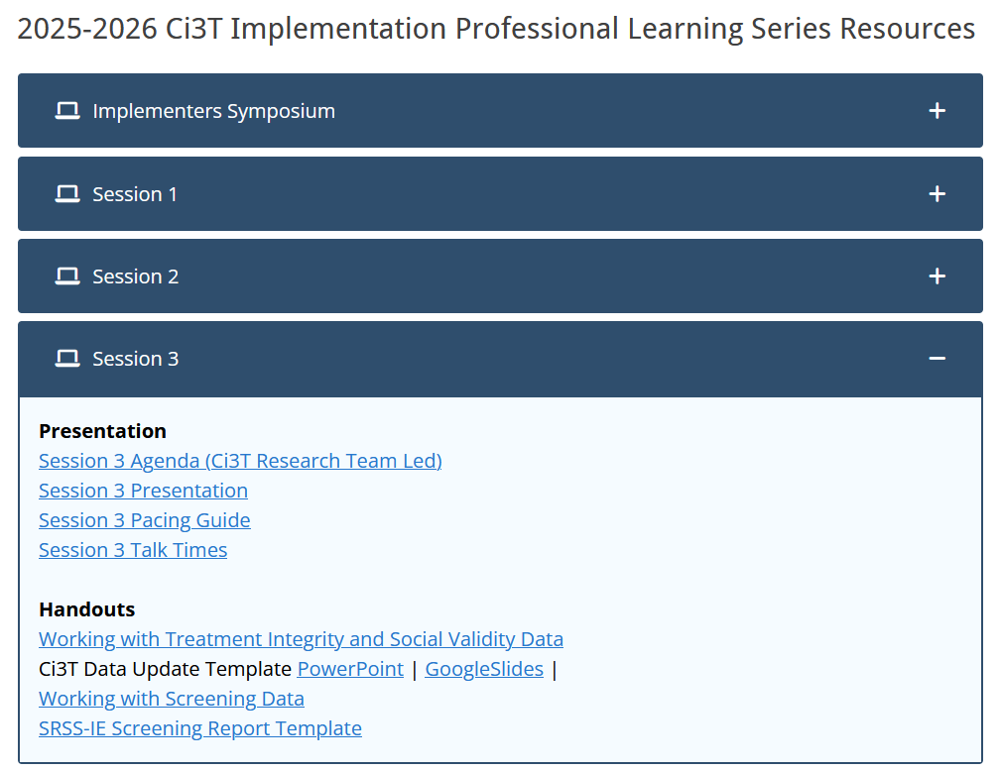 2025-2026 Ci3T Implementation Professional Learning Series Resources
Implementers Symposium
Session 1
Session 2
Session 3
Presentation
Session 3 Agenda (Ci3T Research Team Led)
Session 3 Presentation
Session 3 Pacing Guide
Session 3 Talk Times
Handouts
Working with Treatment Integrity and Social Validity Data
Ci3T Data Update Template PowerPoint | GoogleSlides |
Working with Screening Data
SRSS-IE Screening Report Template